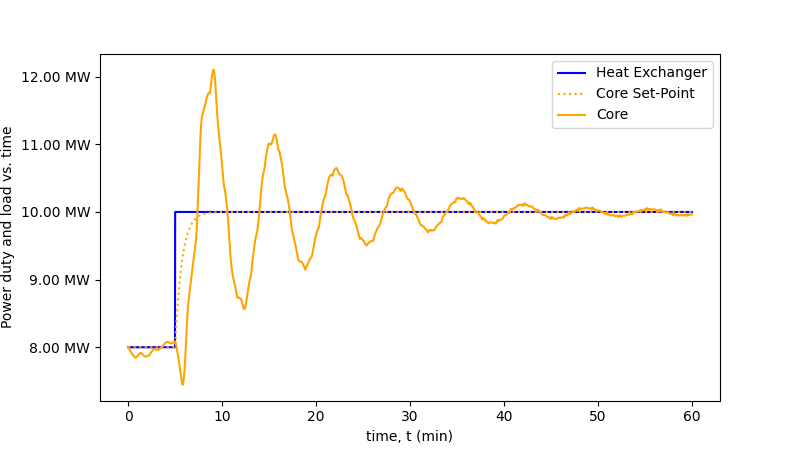 Power duty and load vs. time
12.00 MW
11.00 MW
10.00 MW
9.00 MW
8.00 MW
Heat Exchanger
Core Set-Point
Core
0 10 20 30 40 50 60
time, t (min)